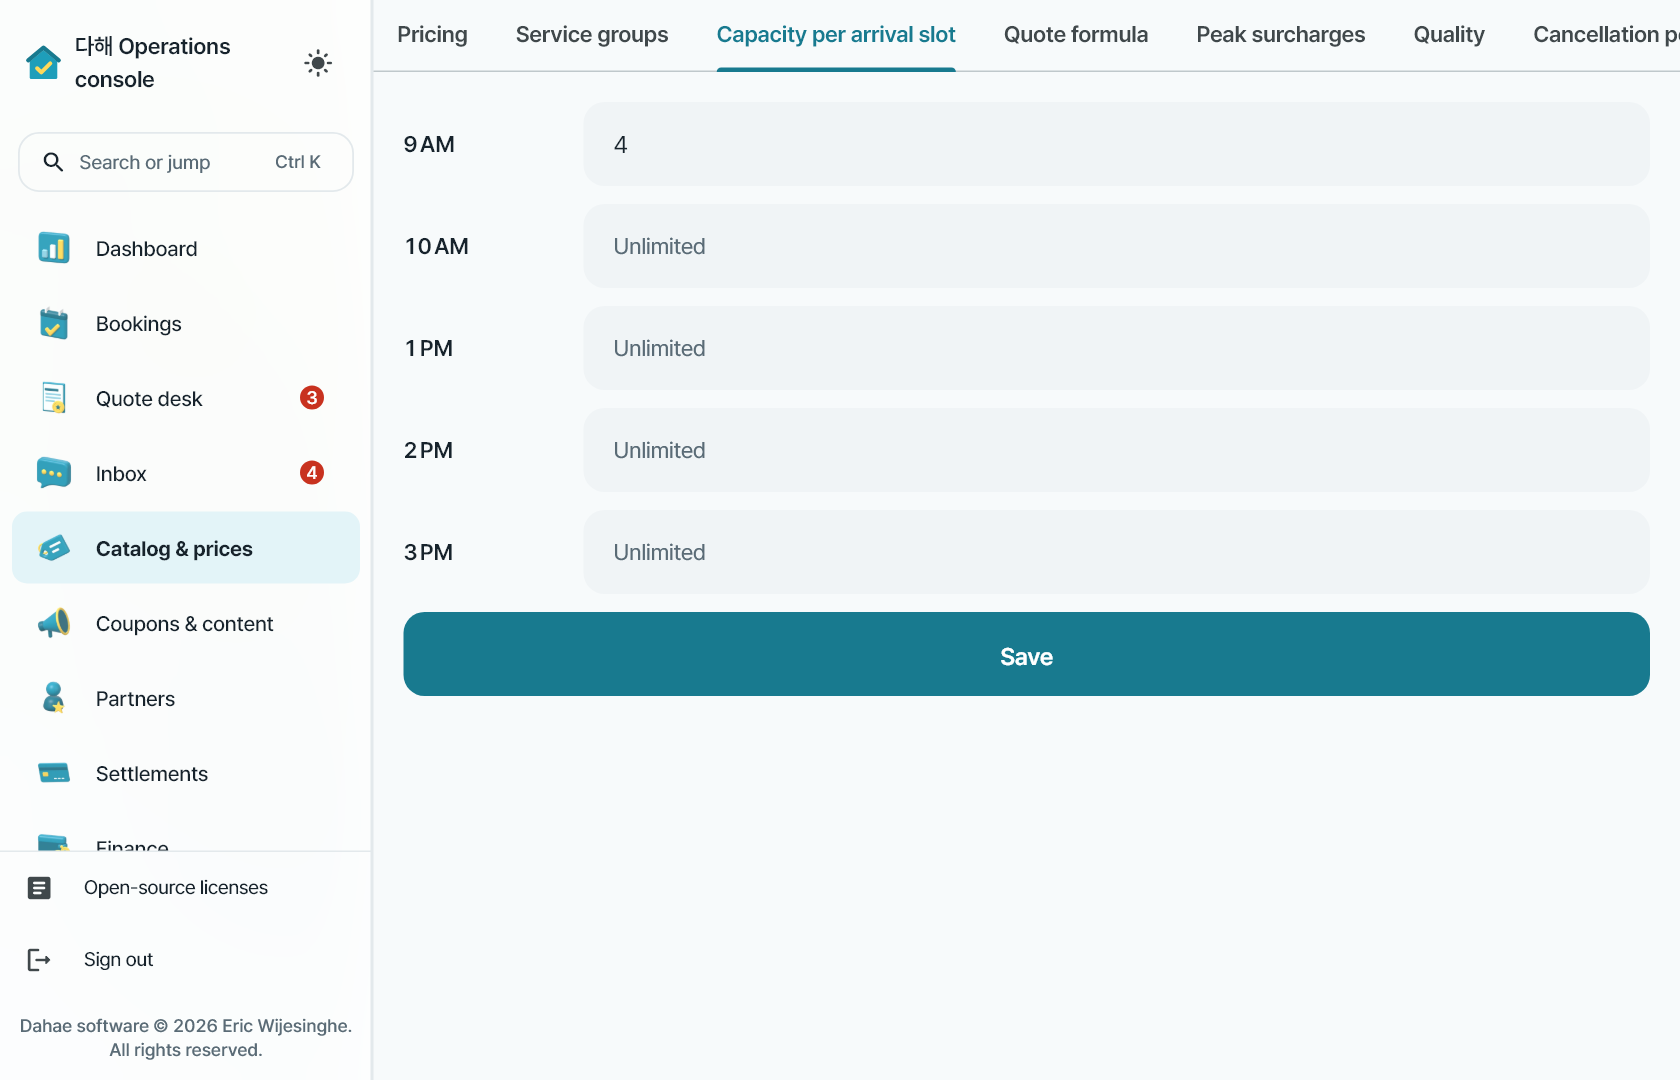 다해 Operations
console
Search or jump Ctrl K
Dashboard
Bookings
Quote desk 3
Inbox 4
Catalog & prices
Coupons & content
Partners
Settlements
Finance
Open-source licenses
Sign out
Dahae software © 2026 Eric Wijesinghe.
All rights reserved.
Pricing Service groups Capacity per arrival slot Quote formula Peak surcharges Quality Cancellation
9 AM 4
10 AM Unlimited
1 PM Unlimited
2 PM Unlimited
3 PM Unlimited
Save